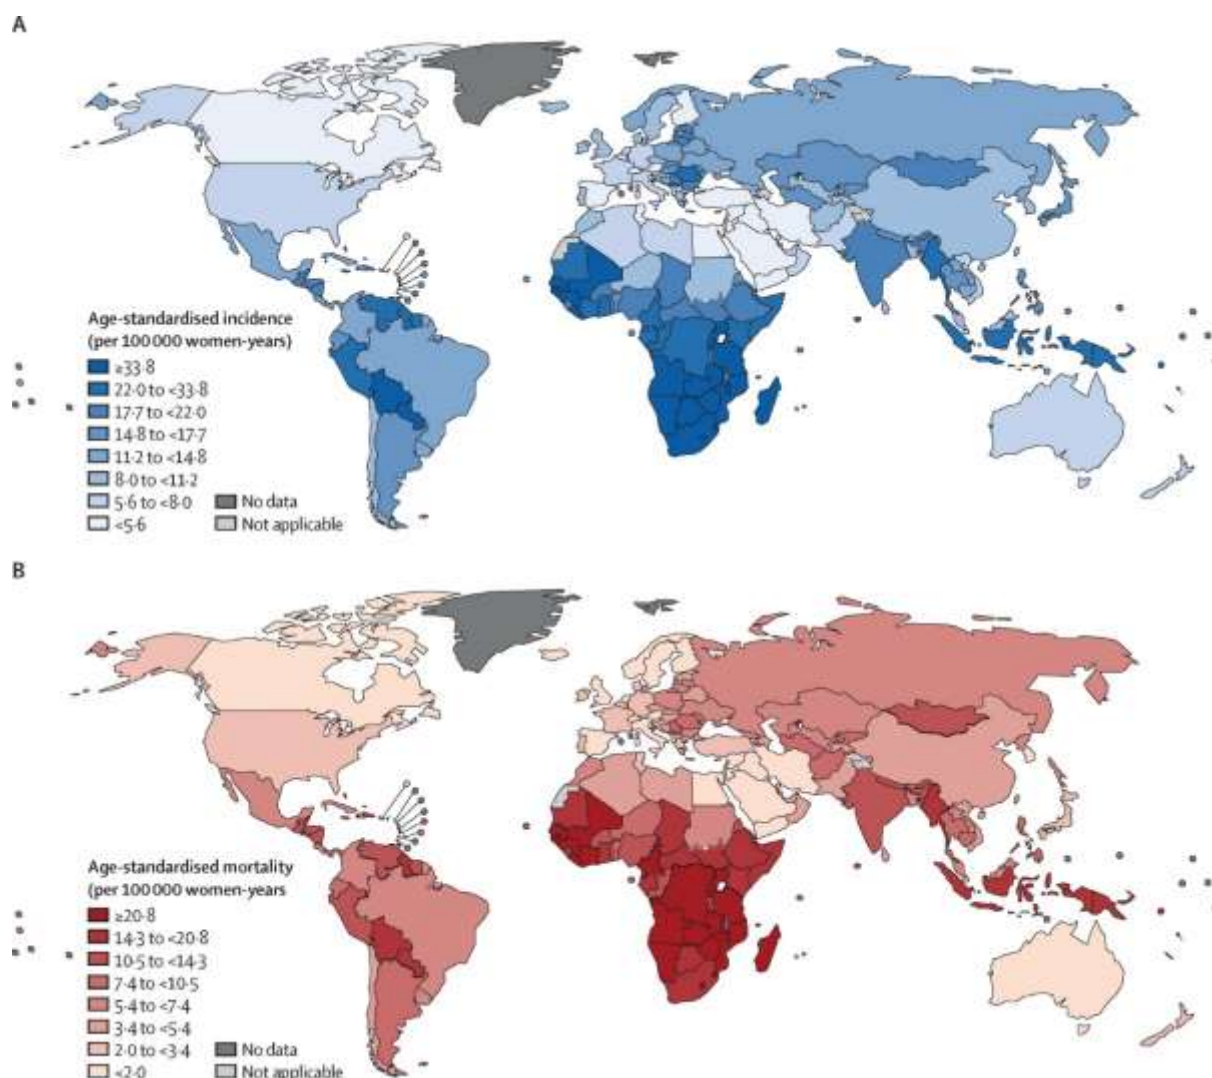 A
Age-standardised incidence
(per 100 000 women-years)
≥33·8
22·0 to <33·8
17·7 to <22·0
14·8 to <17·7
11·2 to <14·8
8·0 to <11·2
5·6 to <8·0
<5·6
No data
Not applicable
B
Age-standardised mortality
(per 100 000 women-years
≥20·8
14·3 to <20·8
10·5 to <14·3
7·4 to <10·5
5·4 to <7·4
3·4 to <5·4
2·0 to <3·4
<2·0
No data
Not applicable